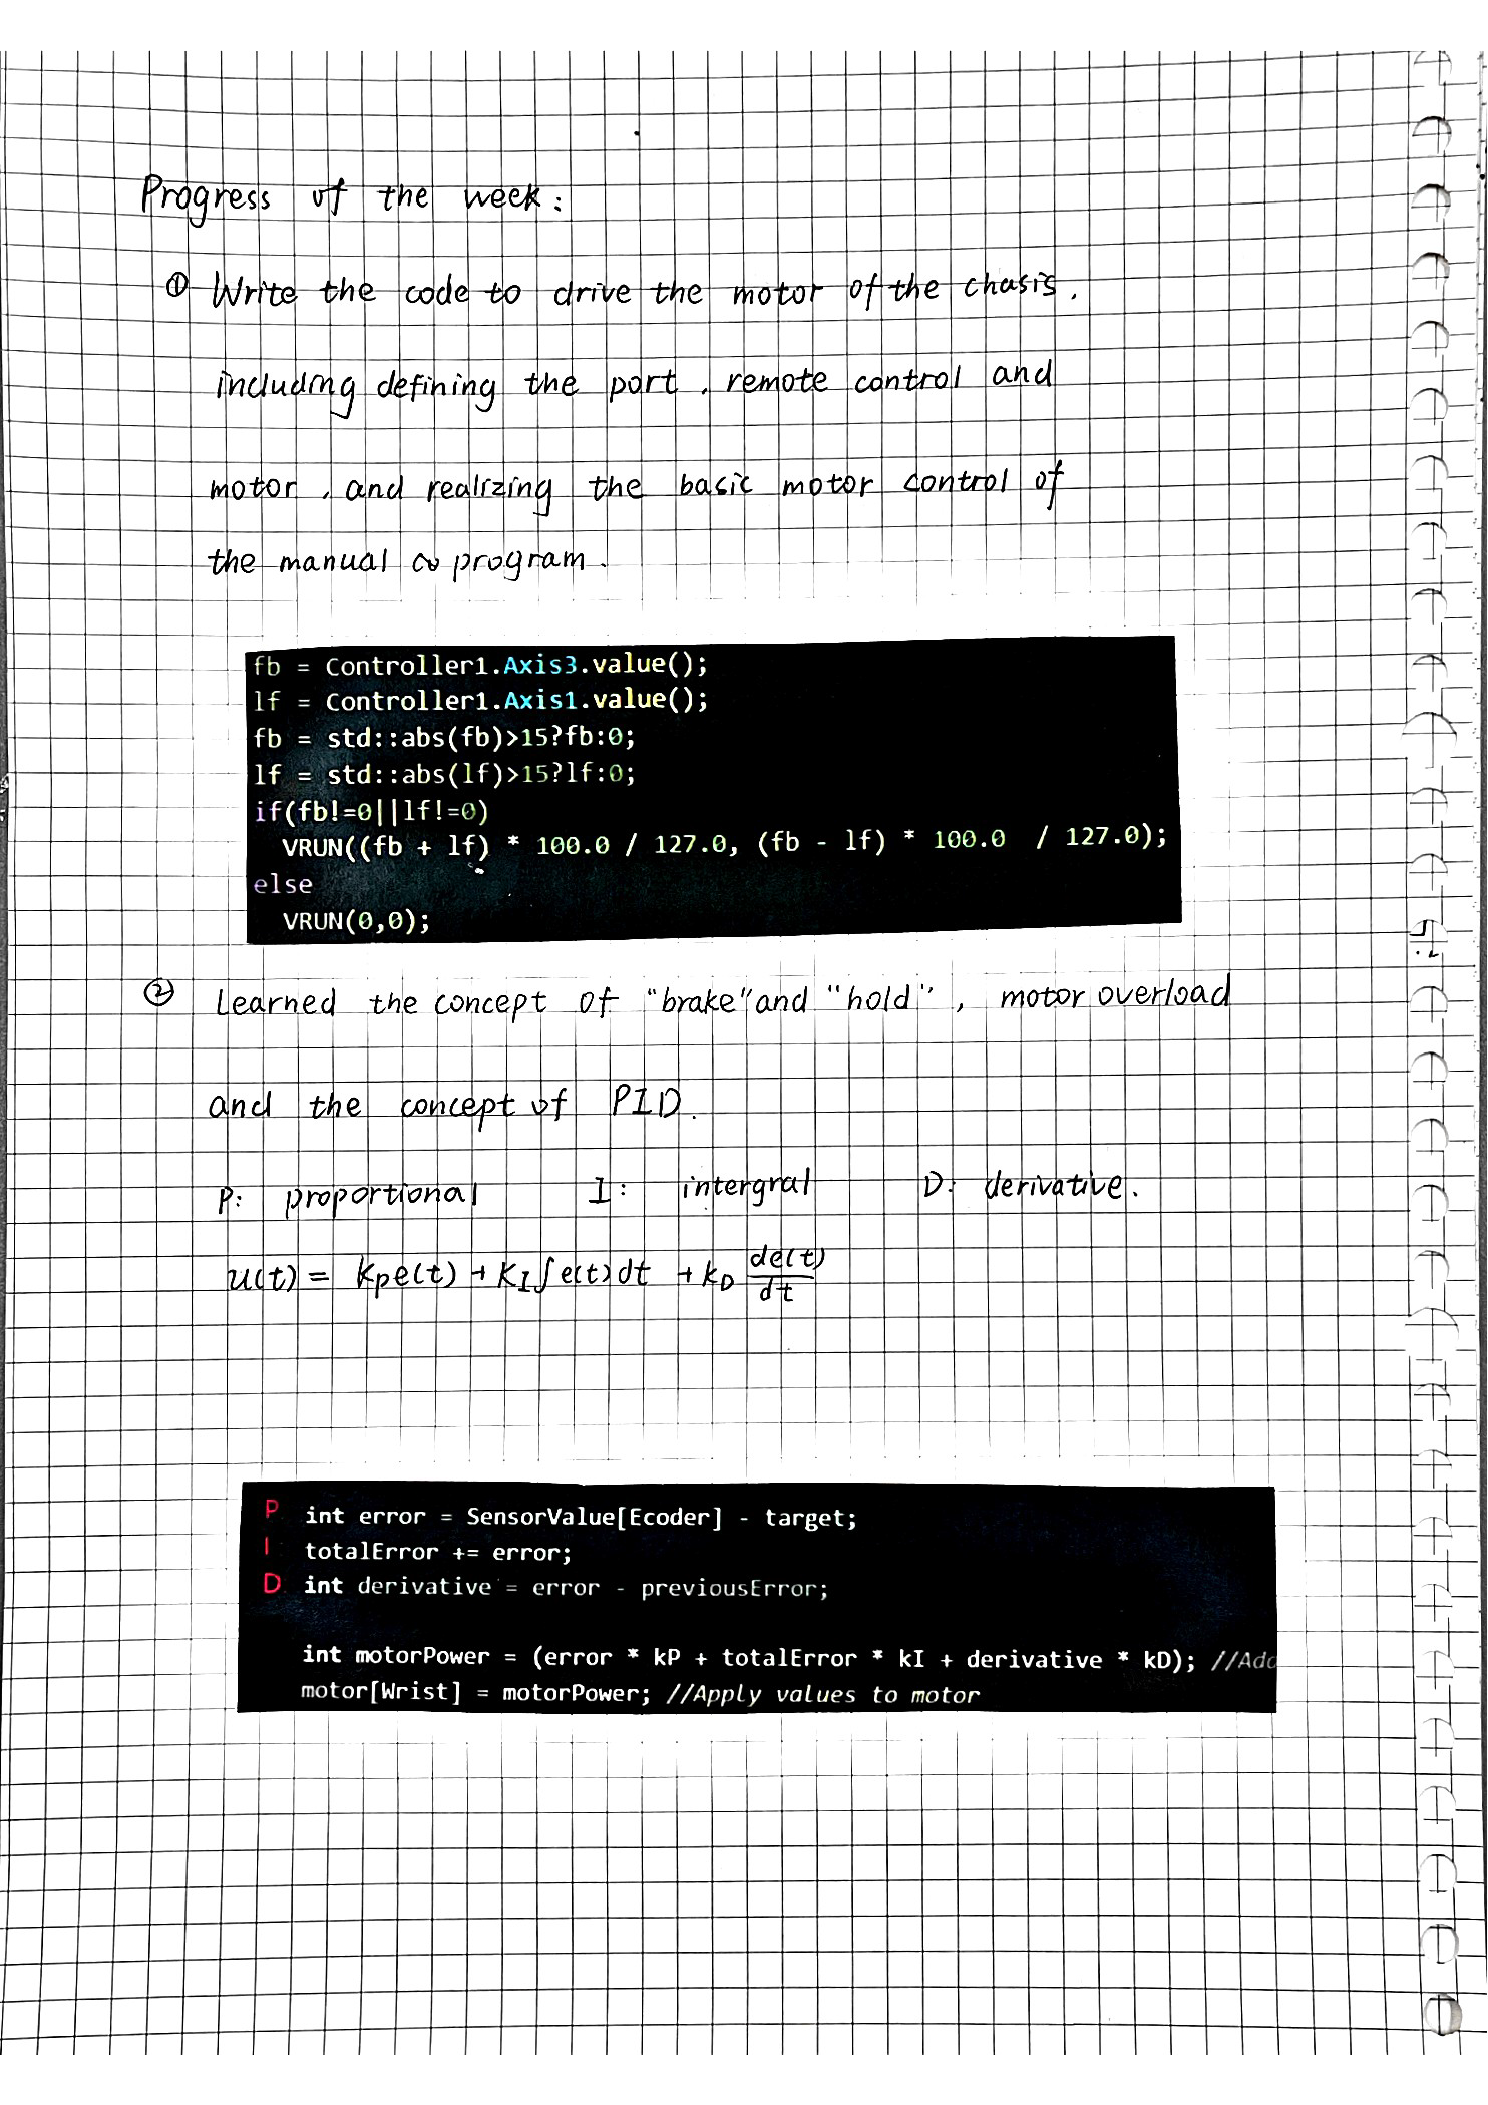 Progress of the week:
① Write the code to drive the motor of the chasis.
including defining the port, remote control and
motor, and realizing the basic motor control of
the manual program.
fb = Controller1.Axis3.value();
lf = Controller1.Axis1.value();
fb = std::abs(fb)>15?fb:0;
lf = std::abs(lf)>15?lf:0;
if(fb!=0||lf!=0)
VRUN((fb + lf) * 100.0 / 127.0, (fb - lf) * 100.0 / 127.0);
else
VRUN(0,0);
② Learned the concept of "brake" and "hold", motor overload
and the concept of PID.
P: proportional I: intergral D: derivative.
u(t) = kpe(t) + KI∫e(t)dt + kD de(t)/dt
P int error = SensorValue[Ecoder] - target;
I totalError += error;
D int derivative = error - previousError;
int motorPower = (error * kP + totalError * kI + derivative * kD); //Add
motor[Wrist] = motorPower; //Apply values to motor